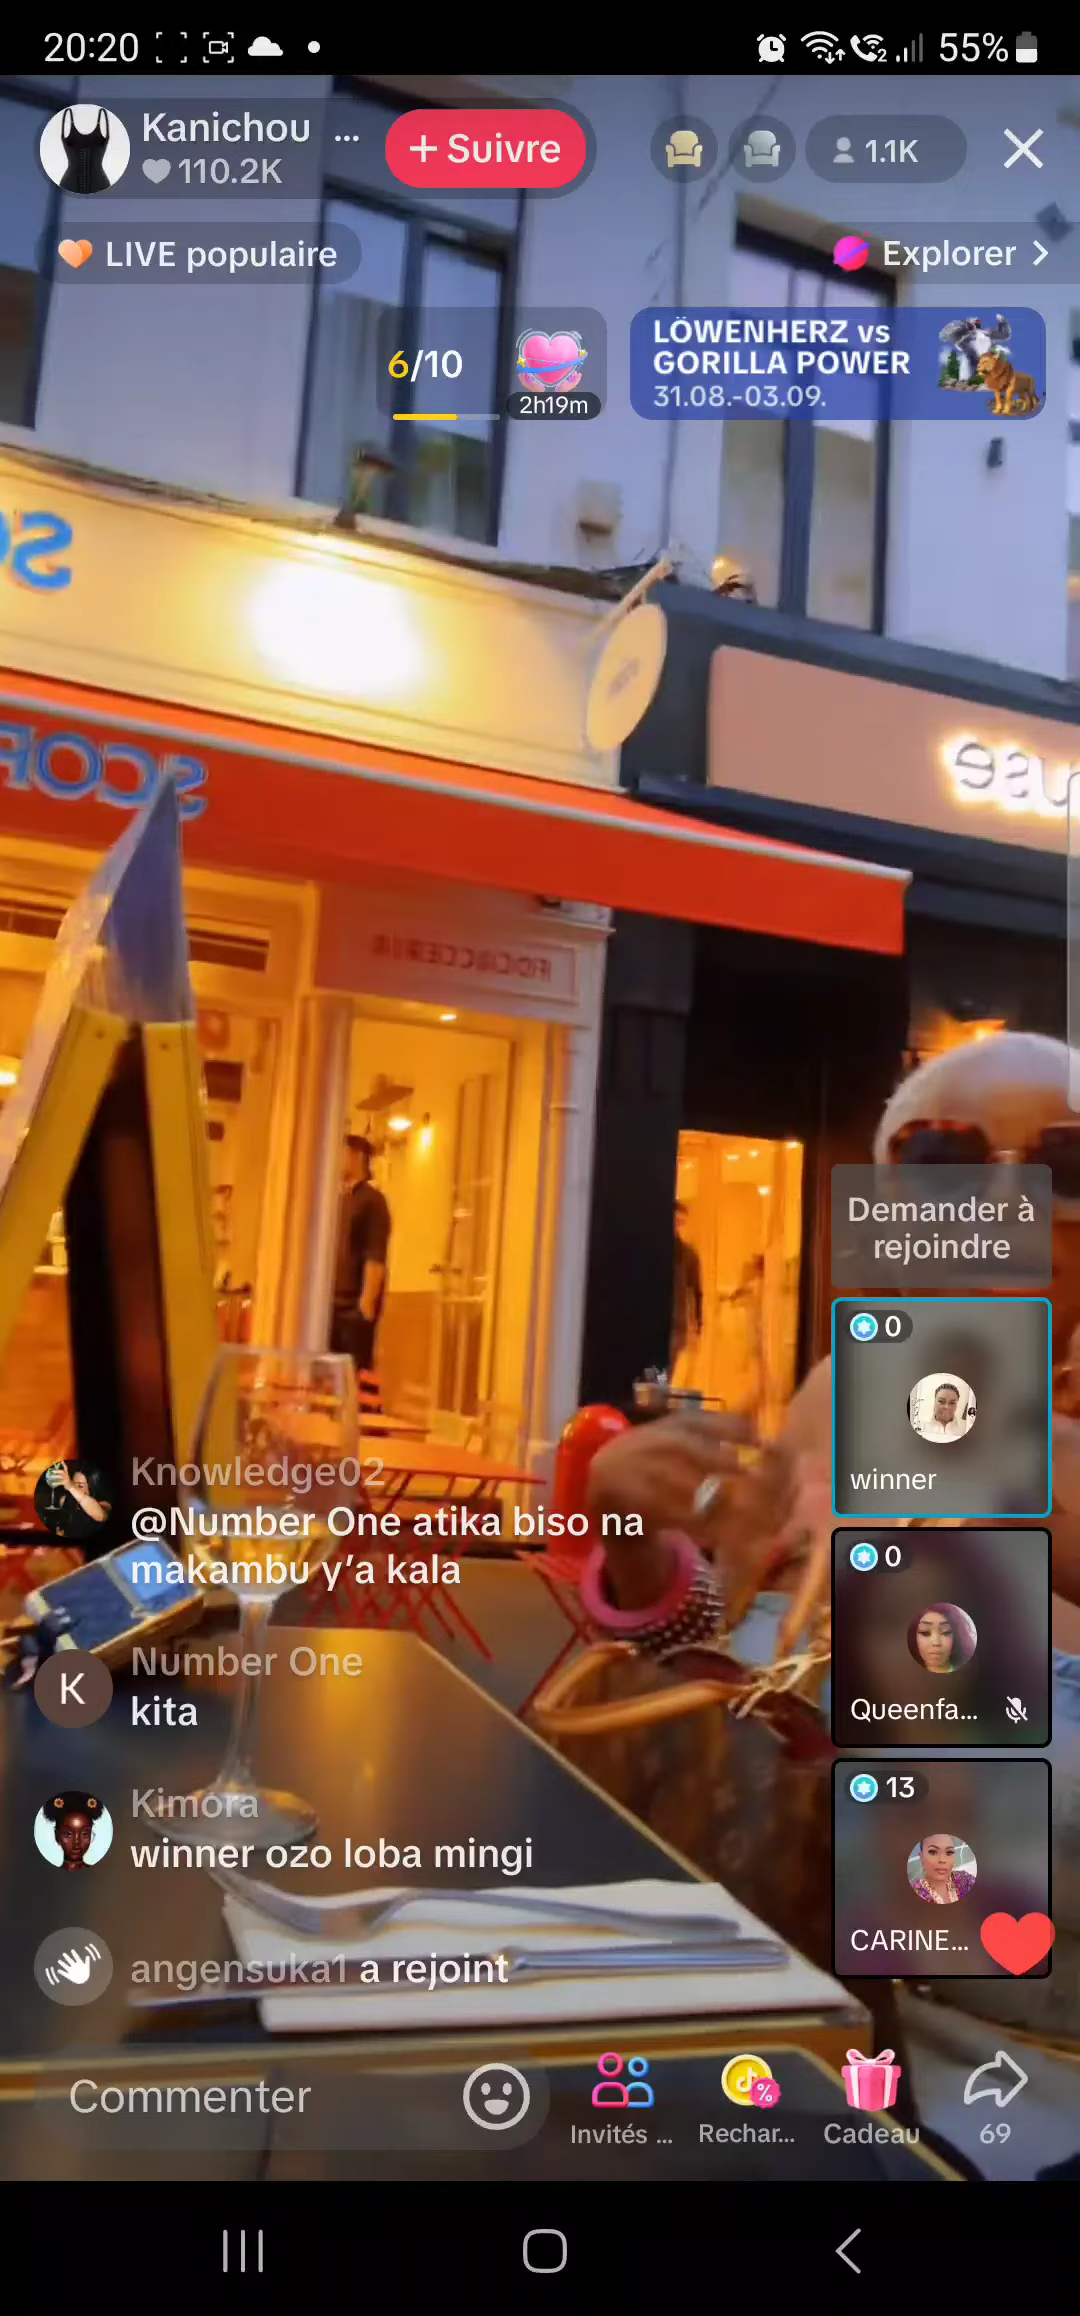 20:20
2
55%
Kanichou ...
110.2K
+ Suivre
1.1K
LIVE populaire
Explorer >
6/10
2h19m
LÖWENHERZ vs
GORILLA POWER
31.08.-03.09.
FOCACCERIA
Demander à
rejoindre
0
winner
0
Queenfa...
13
CARINE...
Knowledge02
@Number One atika biso na
makambu y’a kala
K
Number One
kita
Kimora
winner ozo loba mingi
angensuka1 a rejoint
Commenter
Invités ...
%
Rechar...
Cadeau
69